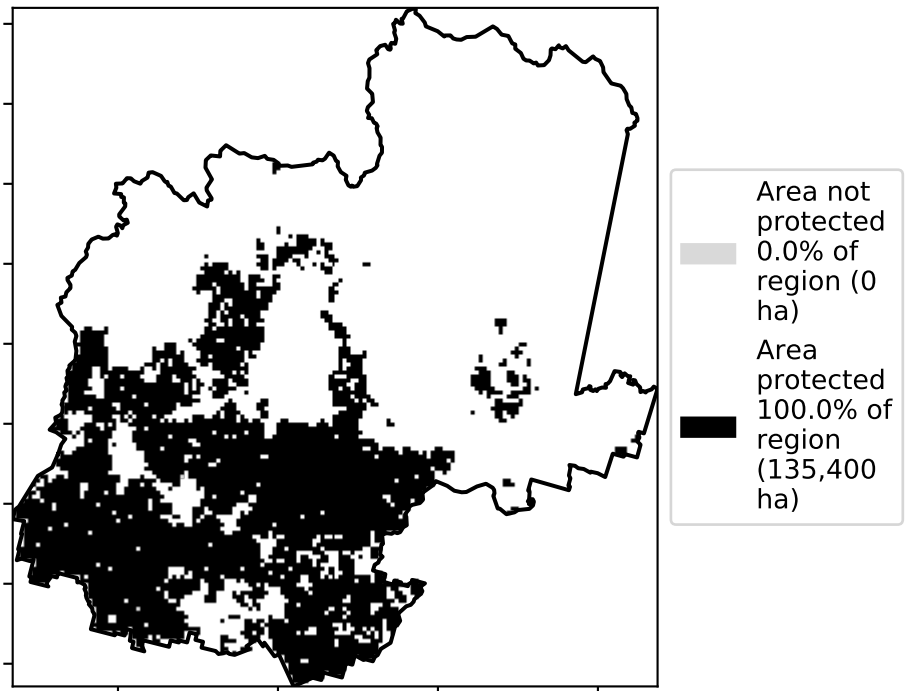 Area not
protected
0.0% of
region (0
ha)
Area
protected
100.0% of
region
(135,400
ha)